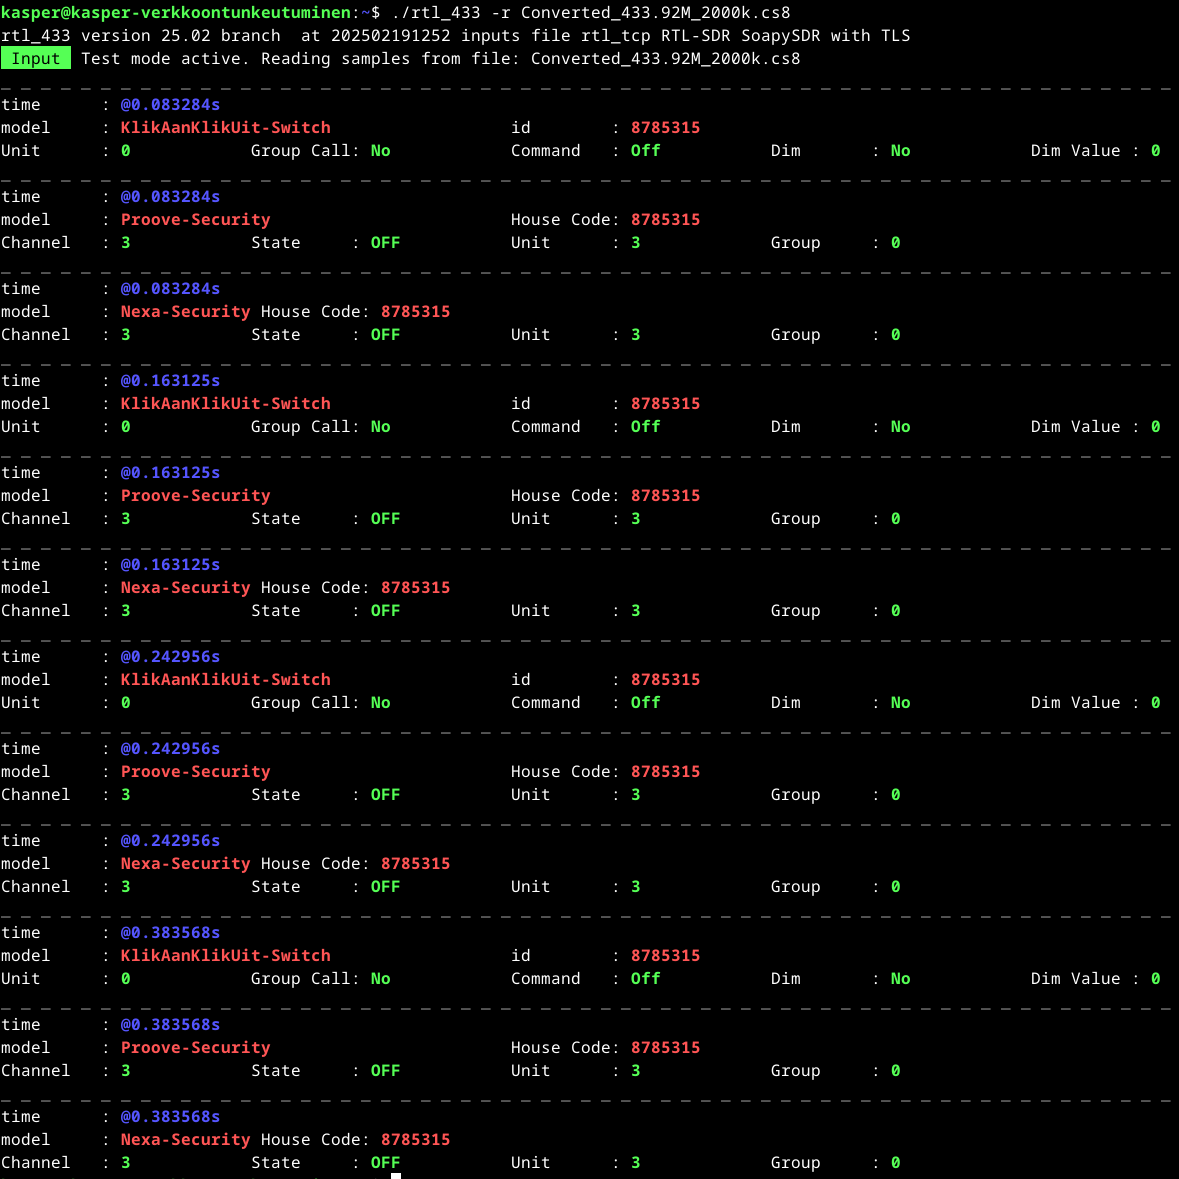 kasper@kasper-verkkoontunkeutuminen:~$ ./rtl_433 -r Converted_433.92M_2000k.cs8
rtl_433 version 25.02 branch  at 202502191252 inputs file rtl_tcp RTL-SDR SoapySDR with TLS
Input Test mode active. Reading samples from file: Converted_433.92M_2000k.cs8
_ _ _ _ _ _ _ _ _ _ _ _ _ _ _ _ _ _ _ _ _ _ _ _ _ _ _ _ _ _ _ _ _ _ _ _ _ _ _ _ _ _ _ _ _ _ _ _ _ _ _ _ _ _ _ _ _ _ _
time      : @0.083284s
model     : KlikAanKlikUit-Switch                  id        : 8785315
Unit      : 0            Group Call: No            Command   : Off           Dim       : No            Dim Value : 0
_ _ _ _ _ _ _ _ _ _ _ _ _ _ _ _ _ _ _ _ _ _ _ _ _ _ _ _ _ _ _ _ _ _ _ _ _ _ _ _ _ _ _ _ _ _ _ _ _ _ _ _ _ _ _ _ _ _ _
time      : @0.083284s
model     : Proove-Security                        House Code: 8785315
Channel   : 3            State     : OFF           Unit      : 3             Group     : 0
_ _ _ _ _ _ _ _ _ _ _ _ _ _ _ _ _ _ _ _ _ _ _ _ _ _ _ _ _ _ _ _ _ _ _ _ _ _ _ _ _ _ _ _ _ _ _ _ _ _ _ _ _ _ _ _ _ _ _
time      : @0.083284s
model     : Nexa-Security House Code: 8785315
Channel   : 3            State     : OFF           Unit      : 3             Group     : 0
_ _ _ _ _ _ _ _ _ _ _ _ _ _ _ _ _ _ _ _ _ _ _ _ _ _ _ _ _ _ _ _ _ _ _ _ _ _ _ _ _ _ _ _ _ _ _ _ _ _ _ _ _ _ _ _ _ _ _
time      : @0.163125s
model     : KlikAanKlikUit-Switch                  id        : 8785315
Unit      : 0            Group Call: No            Command   : Off           Dim       : No            Dim Value : 0
_ _ _ _ _ _ _ _ _ _ _ _ _ _ _ _ _ _ _ _ _ _ _ _ _ _ _ _ _ _ _ _ _ _ _ _ _ _ _ _ _ _ _ _ _ _ _ _ _ _ _ _ _ _ _ _ _ _ _
time      : @0.163125s
model     : Proove-Security                        House Code: 8785315
Channel   : 3            State     : OFF           Unit      : 3             Group     : 0
_ _ _ _ _ _ _ _ _ _ _ _ _ _ _ _ _ _ _ _ _ _ _ _ _ _ _ _ _ _ _ _ _ _ _ _ _ _ _ _ _ _ _ _ _ _ _ _ _ _ _ _ _ _ _ _ _ _ _
time      : @0.163125s
model     : Nexa-Security House Code: 8785315
Channel   : 3            State     : OFF           Unit      : 3             Group     : 0
_ _ _ _ _ _ _ _ _ _ _ _ _ _ _ _ _ _ _ _ _ _ _ _ _ _ _ _ _ _ _ _ _ _ _ _ _ _ _ _ _ _ _ _ _ _ _ _ _ _ _ _ _ _ _ _ _ _ _
time      : @0.242956s
model     : KlikAanKlikUit-Switch                  id        : 8785315
Unit      : 0            Group Call: No            Command   : Off           Dim       : No            Dim Value : 0
_ _ _ _ _ _ _ _ _ _ _ _ _ _ _ _ _ _ _ _ _ _ _ _ _ _ _ _ _ _ _ _ _ _ _ _ _ _ _ _ _ _ _ _ _ _ _ _ _ _ _ _ _ _ _ _ _ _ _
time      : @0.242956s
model     : Proove-Security                        House Code: 8785315
Channel   : 3            State     : OFF           Unit      : 3             Group     : 0
_ _ _ _ _ _ _ _ _ _ _ _ _ _ _ _ _ _ _ _ _ _ _ _ _ _ _ _ _ _ _ _ _ _ _ _ _ _ _ _ _ _ _ _ _ _ _ _ _ _ _ _ _ _ _ _ _ _ _
time      : @0.242956s
model     : Nexa-Security House Code: 8785315
Channel   : 3            State     : OFF           Unit      : 3             Group     : 0
_ _ _ _ _ _ _ _ _ _ _ _ _ _ _ _ _ _ _ _ _ _ _ _ _ _ _ _ _ _ _ _ _ _ _ _ _ _ _ _ _ _ _ _ _ _ _ _ _ _ _ _ _ _ _ _ _ _ _
time      : @0.383568s
model     : KlikAanKlikUit-Switch                  id        : 8785315
Unit      : 0            Group Call: No            Command   : Off           Dim       : No            Dim Value : 0
_ _ _ _ _ _ _ _ _ _ _ _ _ _ _ _ _ _ _ _ _ _ _ _ _ _ _ _ _ _ _ _ _ _ _ _ _ _ _ _ _ _ _ _ _ _ _ _ _ _ _ _ _ _ _ _ _ _ _
time      : @0.383568s
model     : Proove-Security                        House Code: 8785315
Channel   : 3            State     : OFF           Unit      : 3             Group     : 0
_ _ _ _ _ _ _ _ _ _ _ _ _ _ _ _ _ _ _ _ _ _ _ _ _ _ _ _ _ _ _ _ _ _ _ _ _ _ _ _ _ _ _ _ _ _ _ _ _ _ _ _ _ _ _ _ _ _ _
time      : @0.383568s
model     : Nexa-Security House Code: 8785315
Channel   : 3            State     : OFF           Unit      : 3             Group     : 0